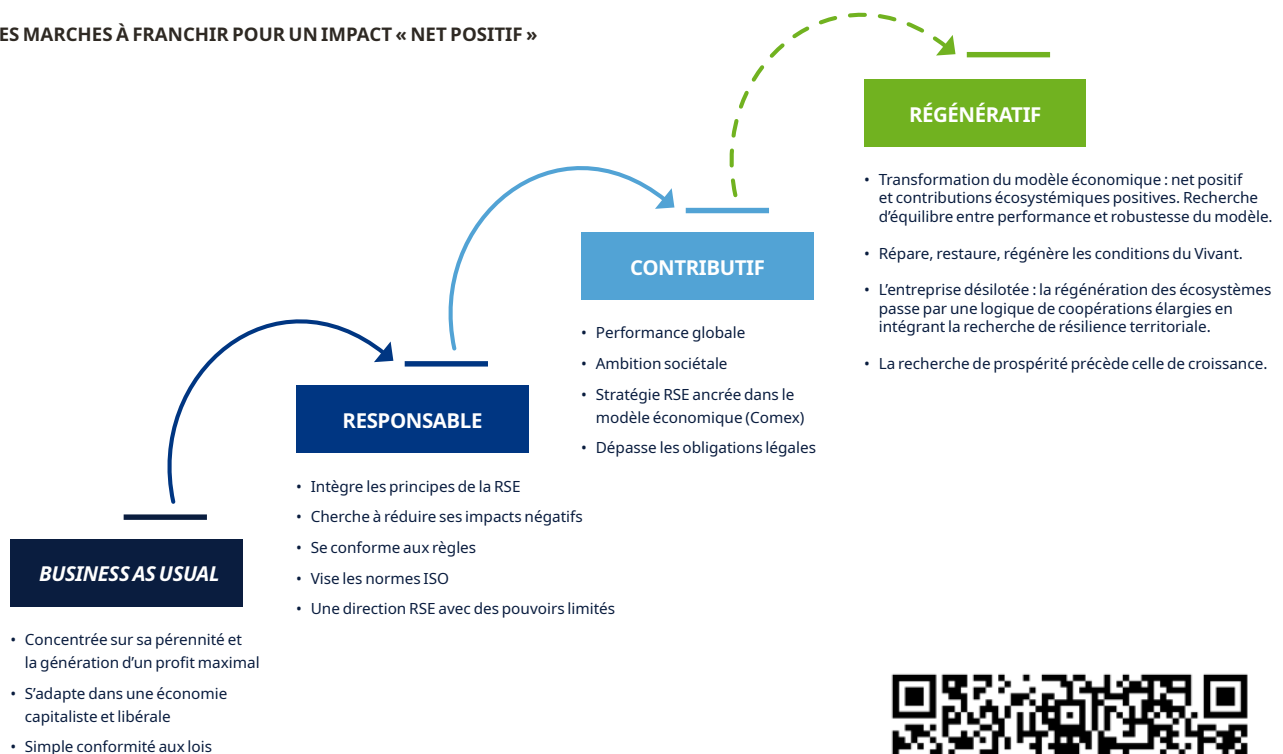 ES MARCHES À FRANCHIR POUR UN IMPACT « NET POSITIF »
RÉGÉNÉRATIF
• Transformation du modèle économique : net positif
et contributions écosystémiques positives. Recherche
d’équilibre entre performance et robustesse du modèle.
• Répare, restaure, régénère les conditions du Vivant.
• L’entreprise désilotée : la régénération des écosystèmes
passe par une logique de coopérations élargies en
intégrant la recherche de résilience territoriale.
• La recherche de prospérité précède celle de croissance.
CONTRIBUTIF
• Performance globale
• Ambition sociétale
• Stratégie RSE ancrée dans le
modèle économique (Comex)
• Dépasse les obligations légales
RESPONSABLE
• Intègre les principes de la RSE
• Cherche à réduire ses impacts négatifs
• Se conforme aux règles
• Vise les normes ISO
• Une direction RSE avec des pouvoirs limités
BUSINESS AS USUAL
• Concentrée sur sa pérennité et
la génération d’un profit maximal
• S’adapte dans une économie
capitaliste et libérale
• Simple conformité aux lois